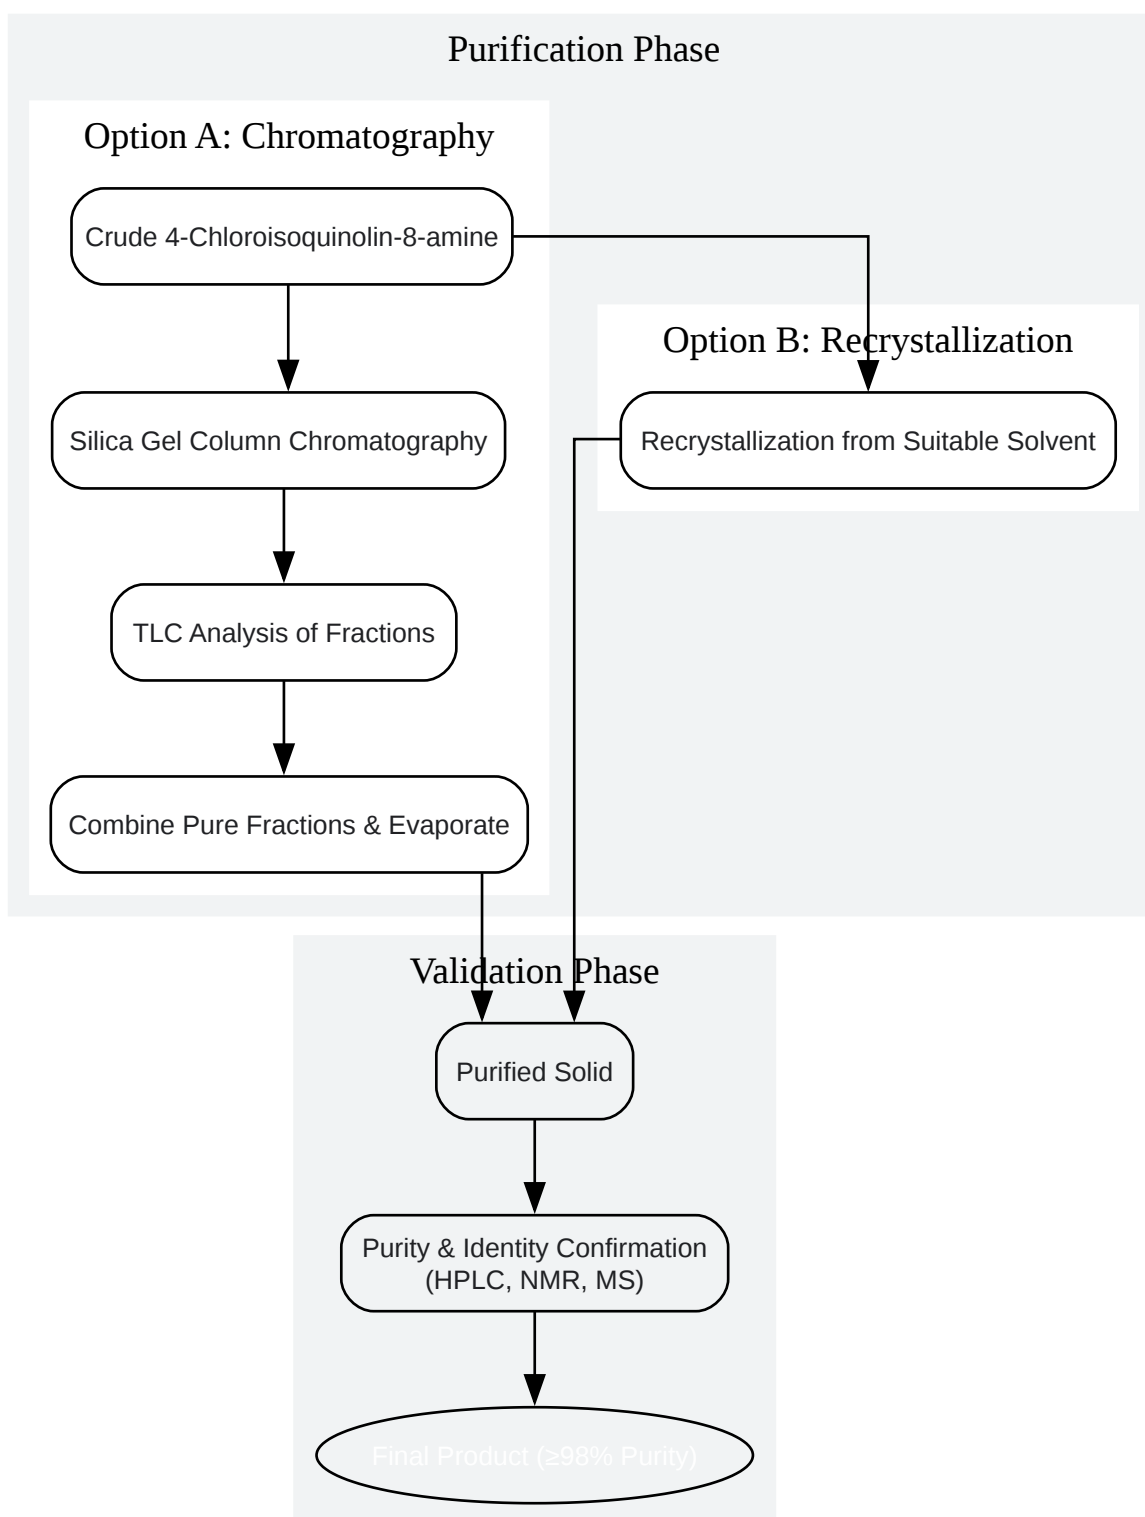 Purification Phase
Option A: Chromatography
Crude 4-Chloroisoquinolin-8-amine
Option B: Recrystallization
Silica Gel Column Chromatography
Recrystallization from Suitable Solvent
TLC Analysis of Fractions
Combine Pure Fractions & Evaporate
Validation Phase
Purified Solid
Purity & Identity Confirmation
(HPLC, NMR, MS)
Final Product (≥98% Purity)